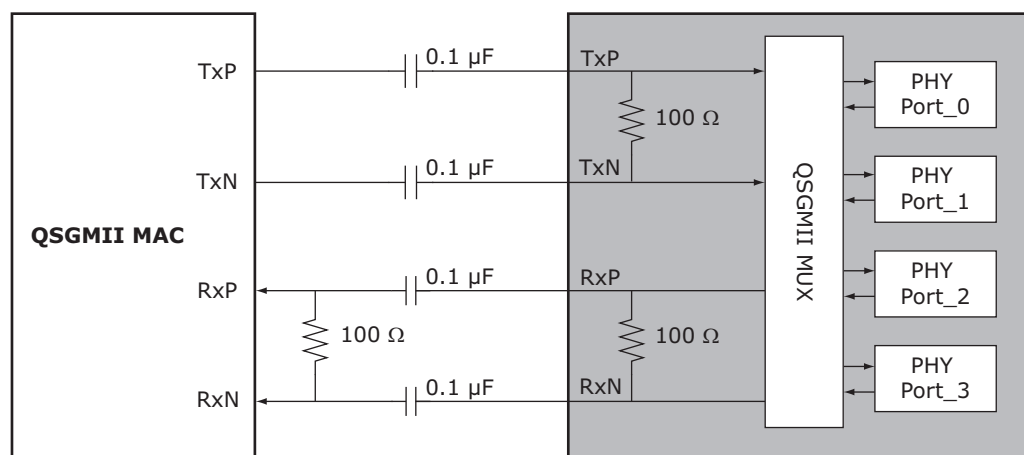 TxP
0.1 µF
TxP
100 Ω
TxN
0.1 µF
TxN
QSGMII MAC
RxP
0.1 µF
RxP
100 Ω
100 Ω
RxN
0.1 µF
RxN
QSGMII MUX
PHY
Port_0
PHY
Port_1
PHY
Port_2
PHY
Port_3